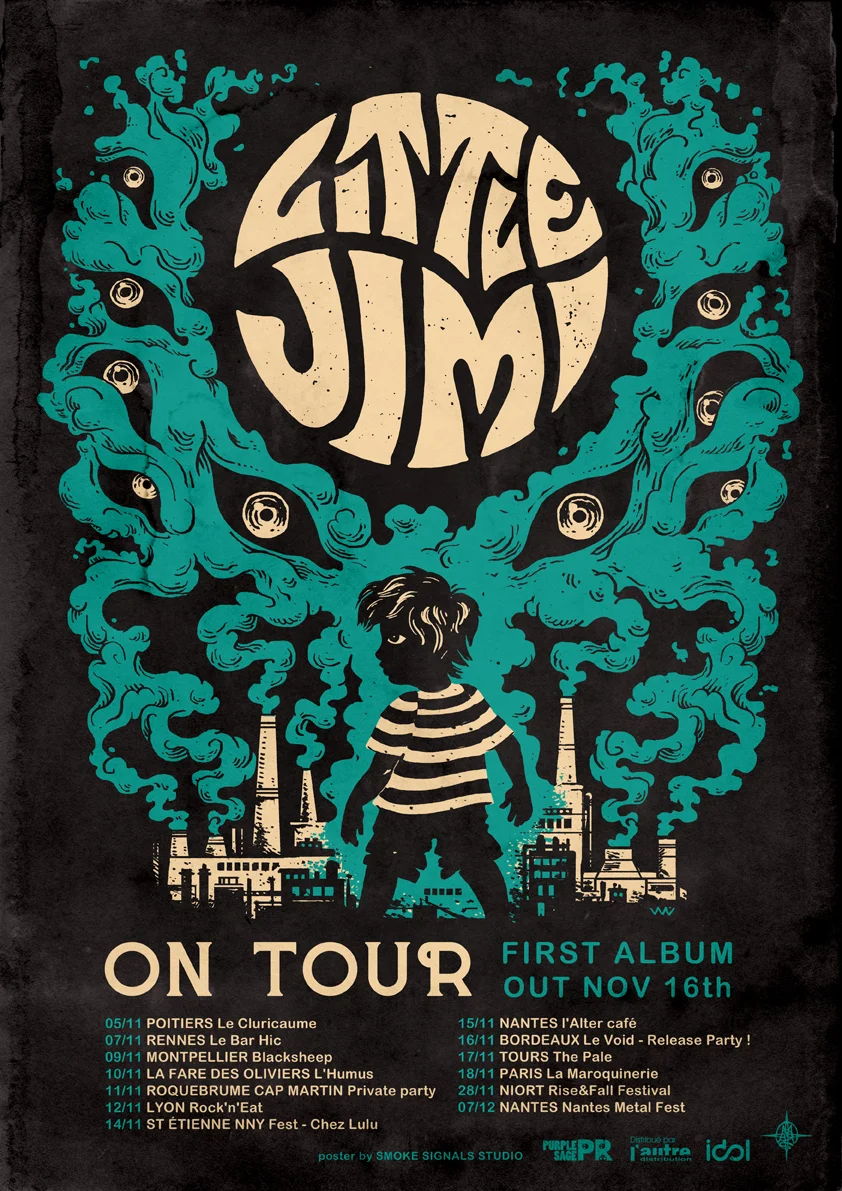 LITTLE
JIMI
ON TOUR
FIRST ALBUM
OUT NOV 16th
05/11 POITIERS Le Cluricaume
07/11 RENNES Le Bar Hic
09/11 MONTPELLIER Blacksheep
10/11 LA FARE DES OLIVIERS L'Humus
11/11 ROQUEBRUME CAP MARTIN Private party
12/11 LYON Rock'n'Eat
14/11 ST ÉTIENNE NNY Fest - Chez Lulu
15/11 NANTES l'Alter café
16/11 BORDEAUX Le Void - Release Party !
17/11 TOURS The Pale
18/11 PARIS La Maroquinerie
28/11 NIORT Rise&Fall Festival
07/12 NANTES Nantes Metal Fest
poster by SMOKE SIGNALS STUDIO
PURPLE
SAGE PR
Distribué par
l'autre
distribution
idol